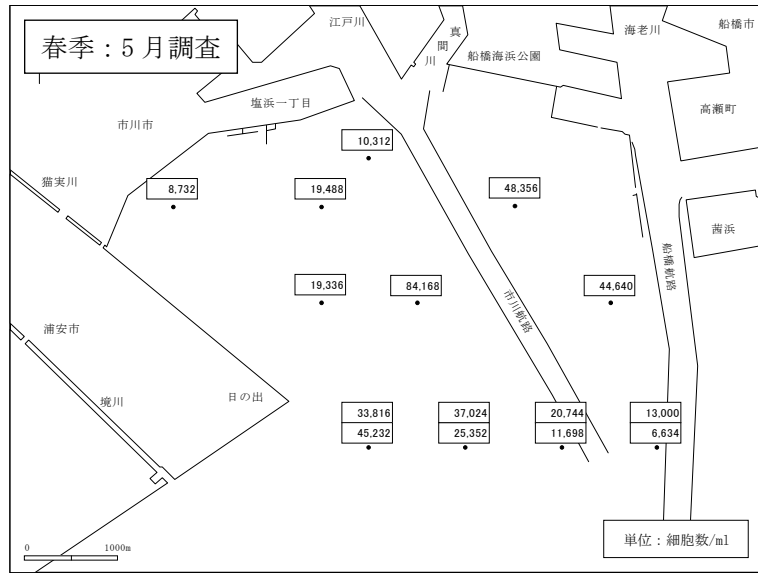 春季：5月調査
江戸川
真間川
船橋海浜公園
海老川
船橋市
高瀬町
塩浜一丁目
市川市
猫実川
10,312
8,732
19,488
48,356
茜浜
船橋航路
19,336
84,168
44,640
市川航路
浦安市
境川
日の出
33,816
45,232
37,024
25,352
20,744
11,698
13,000
6,634
0 1000m
単位：細胞数/ml